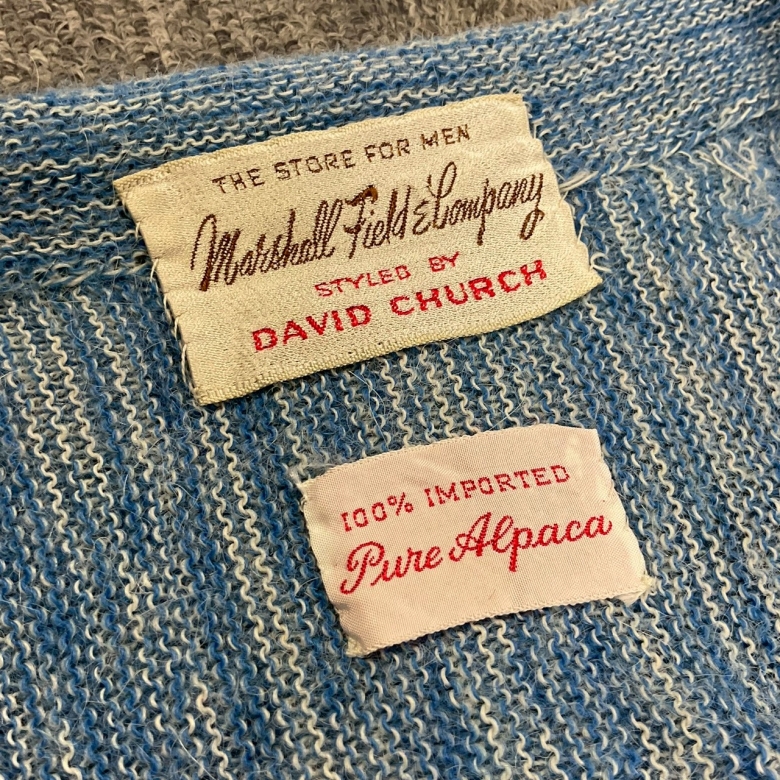 THE STORE FOR MEN
Marshall Field & Company
STYLED BY
DAVID CHURCH
100% IMPORTED
Pure Alpaca